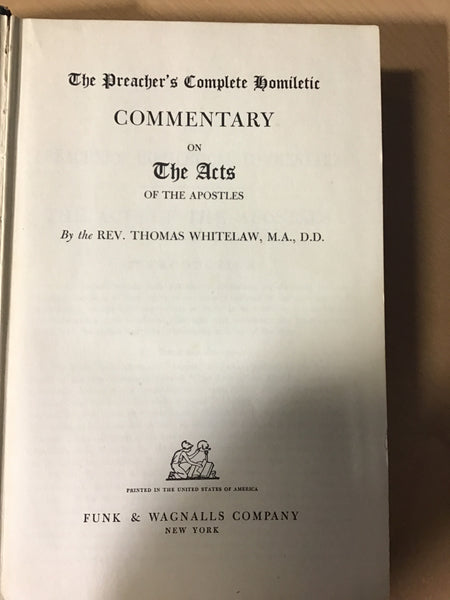 The Preacher's Complete Homiletic
COMMENTARY
ON
The Acts
OF THE APOSTLES
By the REV. THOMAS WHITELAW, M.A., D.D.
PRINTED IN THE UNITED STATES OF AMERICA
FUNK & WAGNALLS COMPANY
NEW YORK